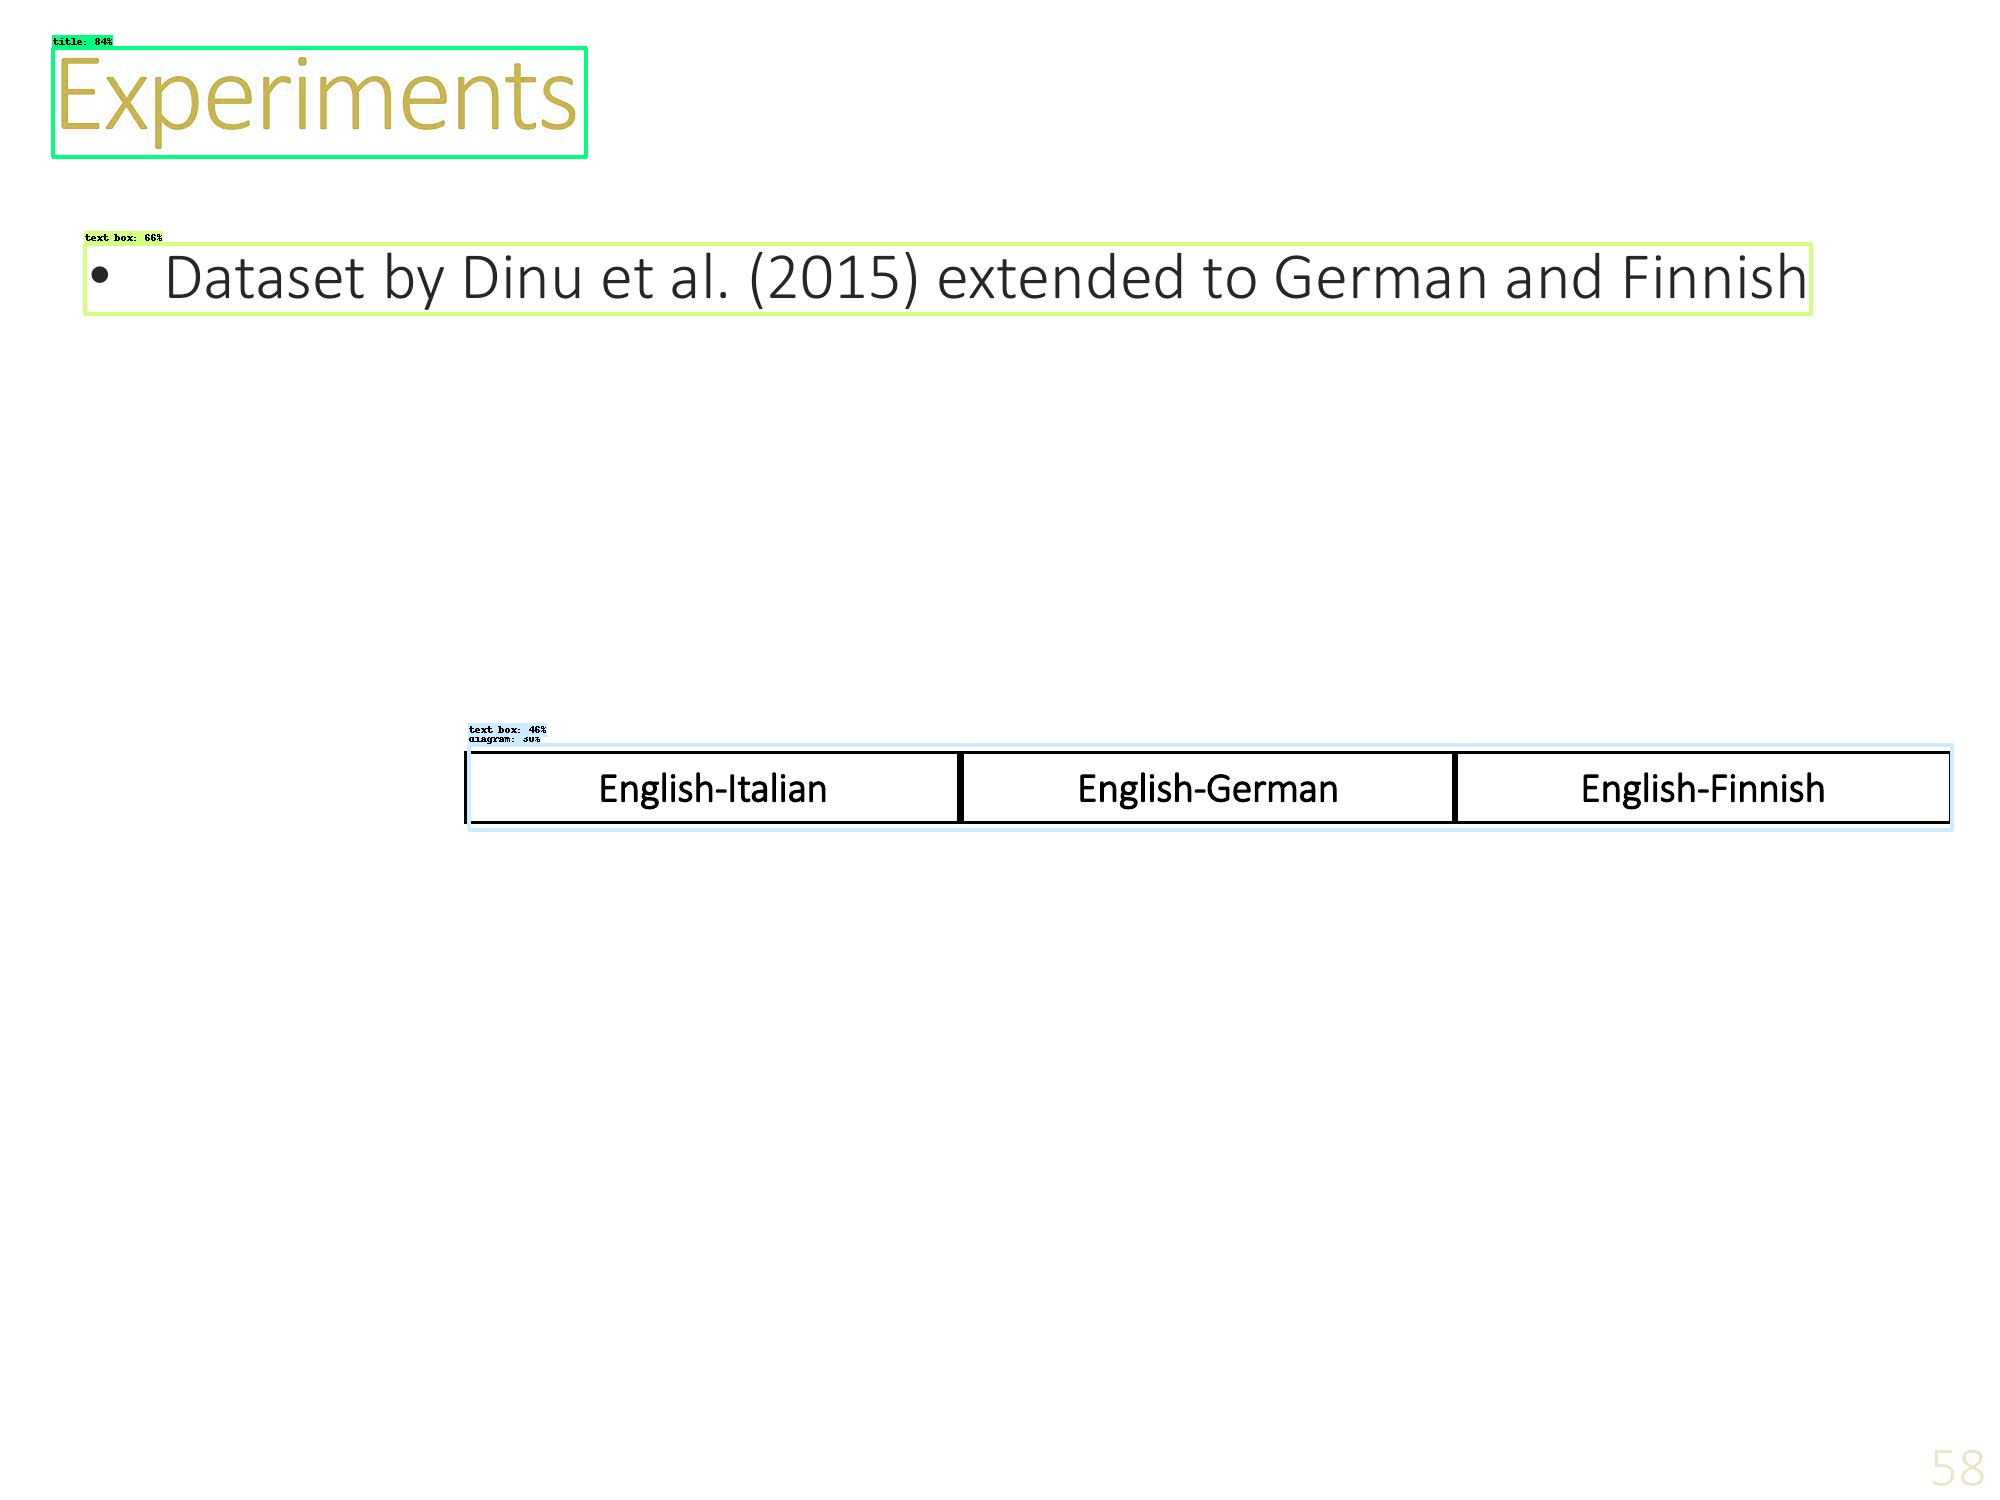 title: 84%
Experiments
text box: 66%
• Dataset by Dinu et al. (2015) extended to German and Finnish
text box: 46%
diagram: 30%
English-Italian English-German English-Finnish
58